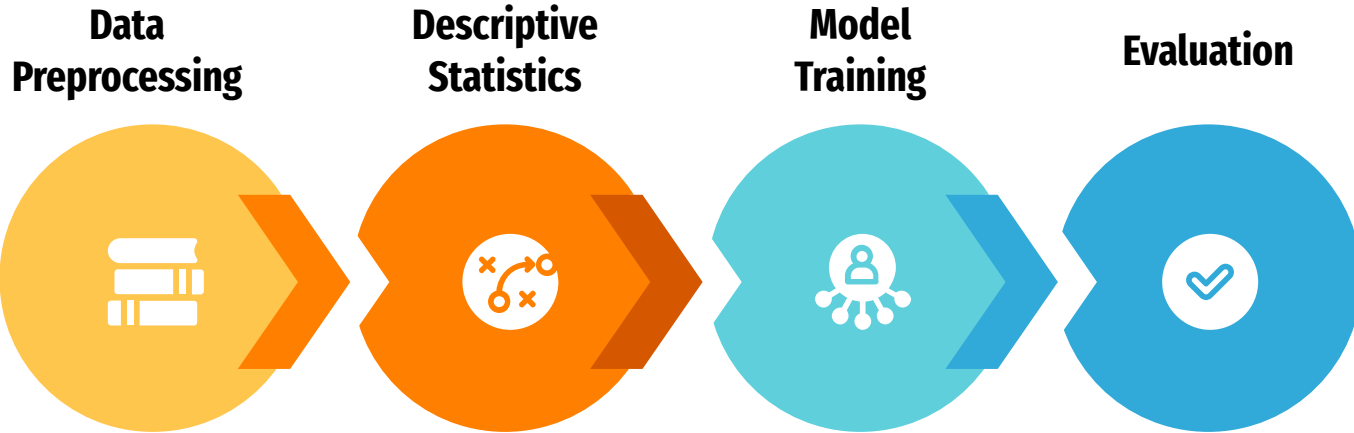 Data
Preprocessing
Descriptive
Statistics
Model
Training
Evaluation